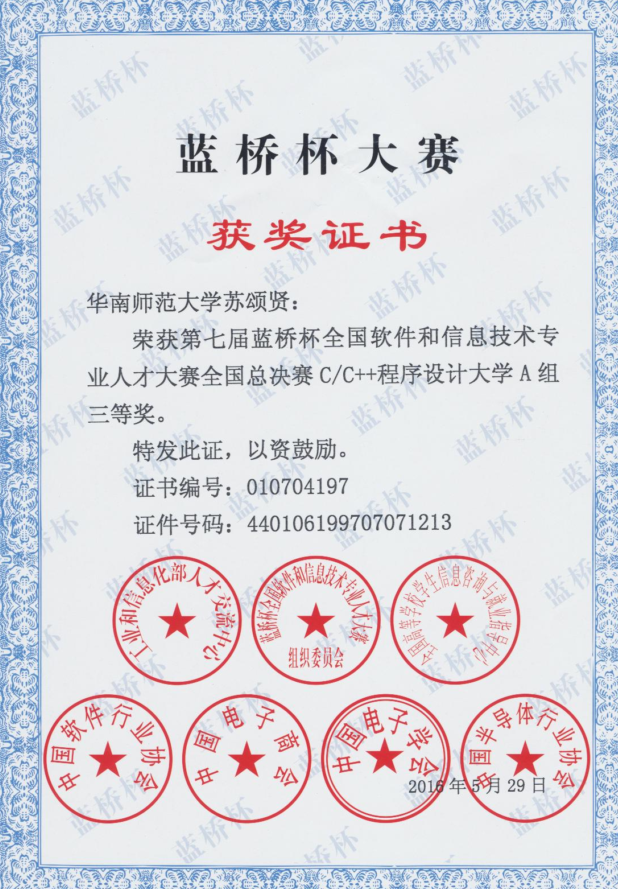 蓝桥杯大赛
获奖证书
华南师范大学苏颂贤：
荣获第七届蓝桥杯全国软件和信息技术专
业人才大赛全国总决赛 C/C++程序设计大学 A 组
三等奖。
特发此证，以资鼓励。
证书编号：010704197
证件号码：440106199707071213
工业和信息化部人才交流中心
蓝桥杯全国软件和信息技术专业人才大赛
组织委员会
全国高等学校学生信息咨询与就业指导中心
中国软件行业协会
中国电子商会
中国电子学会
中国半导体行业协会
2016 年 5 月 29 日
蓝桥杯